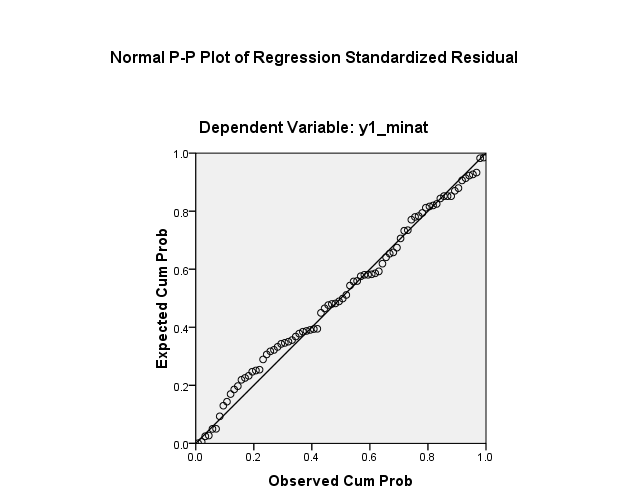 Normal P-P Plot of Regression Standardized Residual
Dependent Variable: y1_minat
Expected Cum Prob
1.0
0.8
0.6
0.4
0.2
0.0
0.0 0.2 0.4 0.6 0.8 1.0
Observed Cum Prob